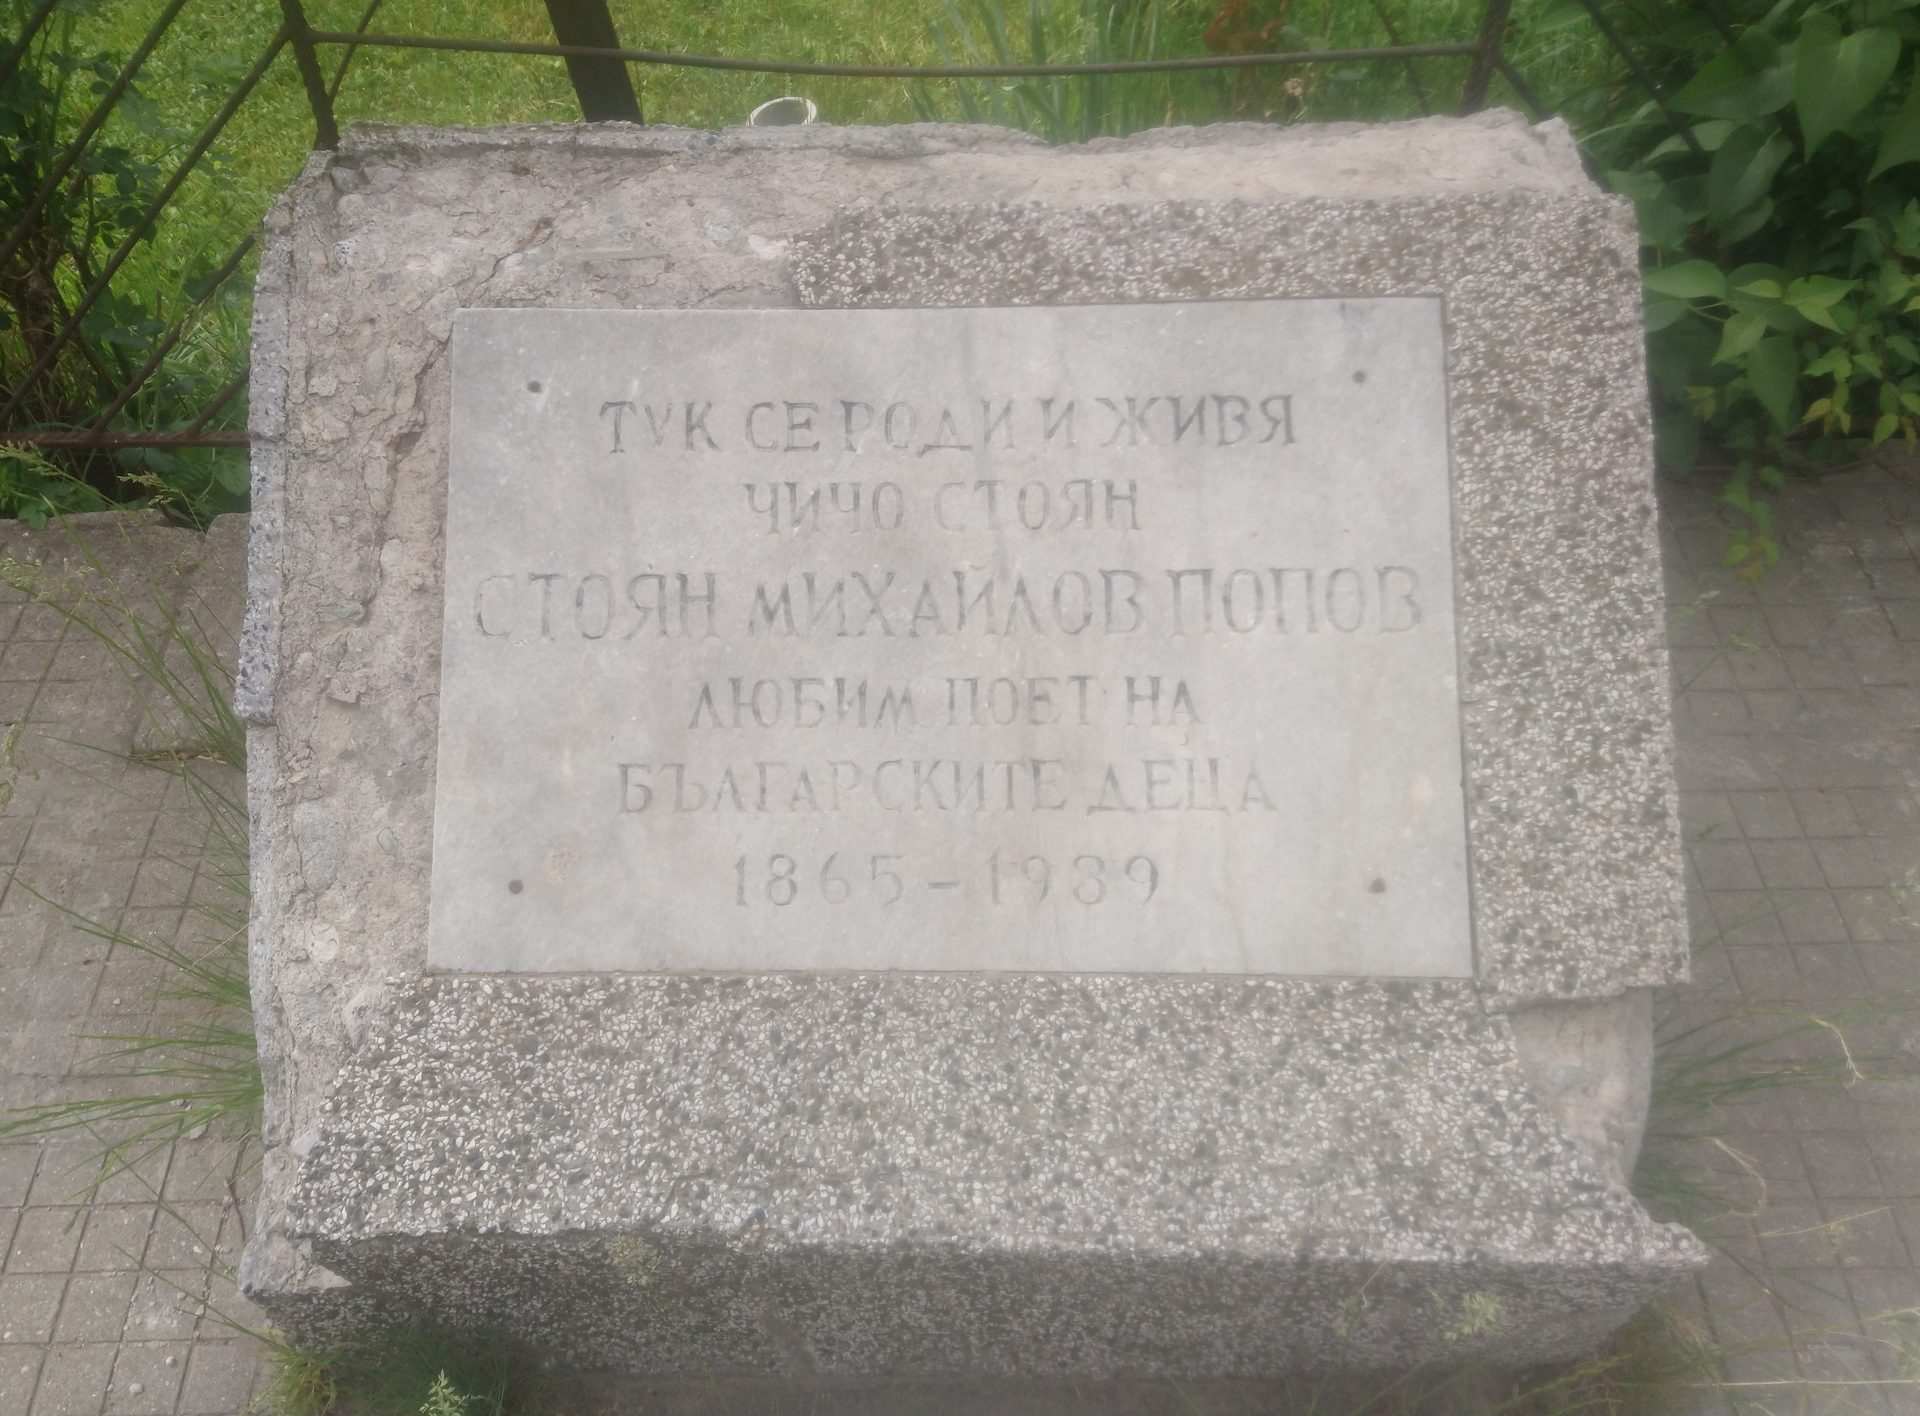 ТУК СЕ РОДИ И ЖИВЯ
ЧИЧО СТОЯН
СТОЯН МИХАЙЛОВ ПОПОВ
ЛЮБИМ ПОЕТ НА
БЪЛГАРСКИТЕ ДЕЦА
1865 – 1939